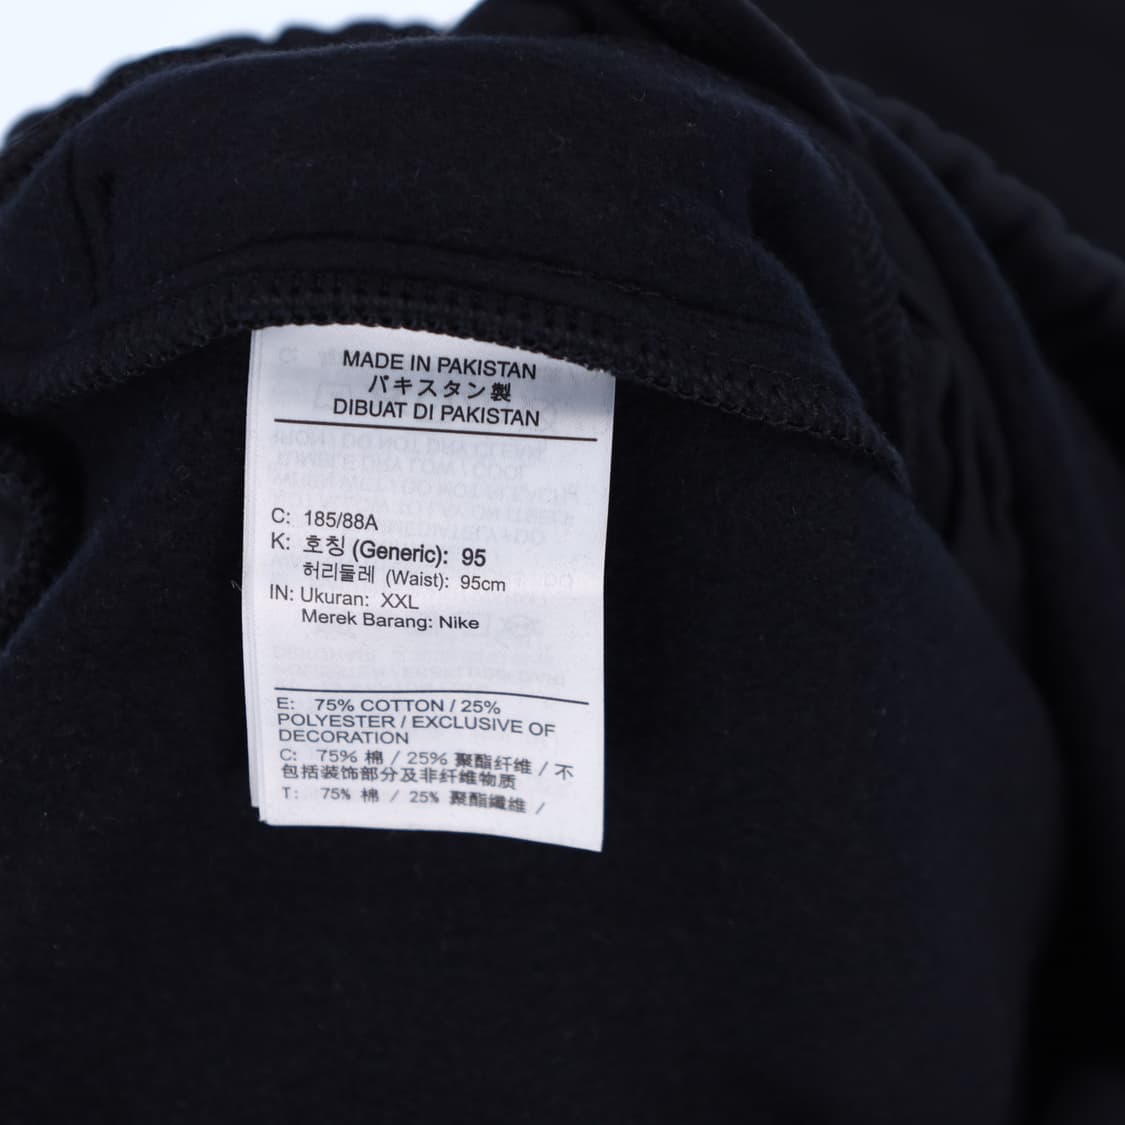 MADE IN PAKISTAN
パキスタン製
DIBUAT DI PAKISTAN
C: 185/88A
K: 호칭 (Generic): 95
허리둘레 (Waist): 95cm
IN: Ukuran: XXL
Merek Barang: Nike
E: 75% COTTON / 25%
POLYESTER / EXCLUSIVE OF
DECORATION
C: 75% 棉 / 25% 聚酯纤维 / 不
包括装饰部分及非纤维物质
T: 75% 棉 / 25% 聚酯纖維 /